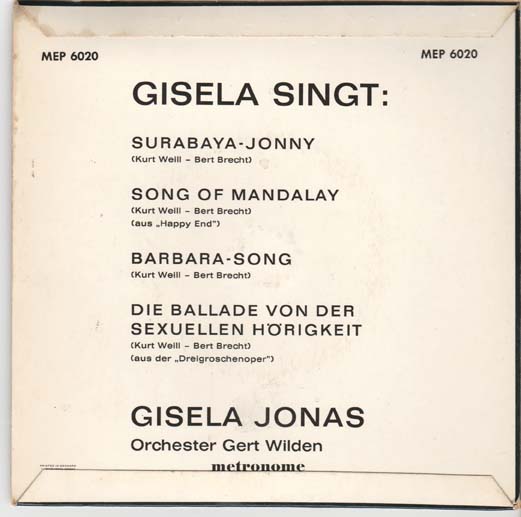 MEP 6020
MEP 6020
GISELA SINGT:
SURABAYA-JONNY
(Kurt Weill – Bert Brecht)
SONG OF MANDALAY
(Kurt Weill – Bert Brecht)
(aus „Happy End")
BARBARA-SONG
(Kurt Weill – Bert Brecht)
DIE BALLADE VON DER
SEXUELLEN HÖRIGKEIT
(Kurt Weill – Bert Brecht)
(aus der „Dreigroschenoper")
GISELA JONAS
Orchester Gert Wilden
metronome